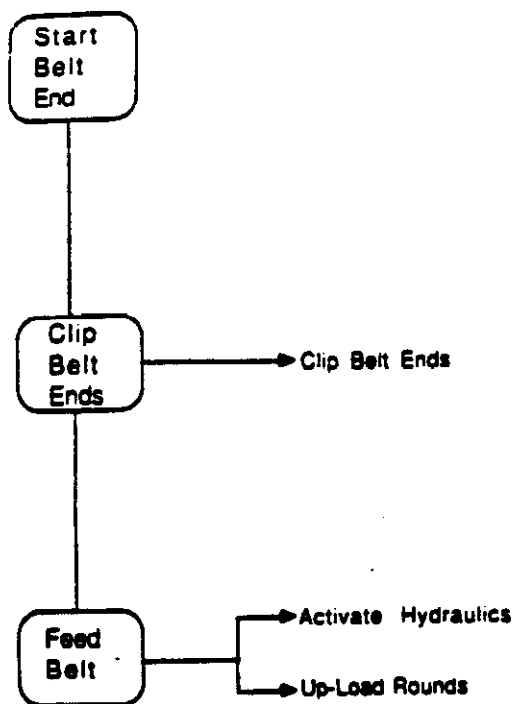 Start
Belt
End
Clip
Belt
Ends
Clip Belt Ends
Feed
Belt
Activate Hydraulics
Up-Load Rounds